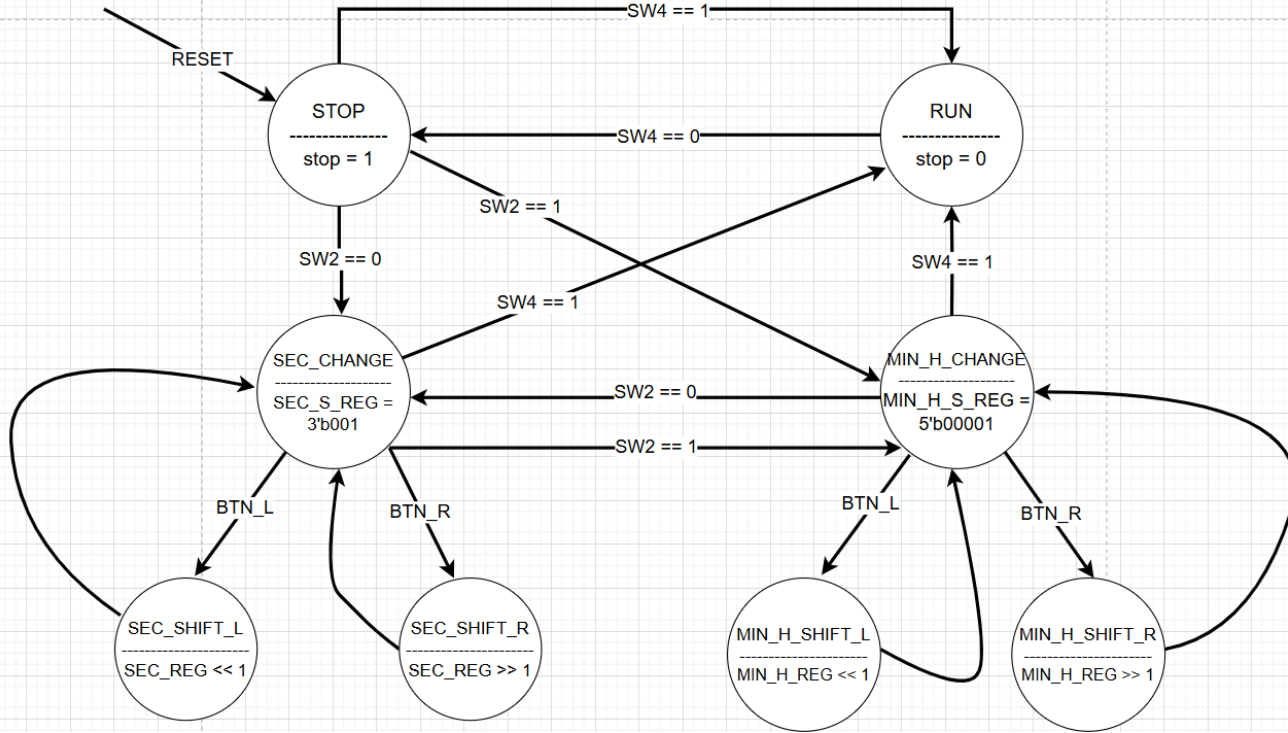 SW4 == 1
RESET
STOP
----------------
stop = 1
RUN
----------------
stop = 0
SW4 == 0
SW2 == 1
SW2 == 0
SW4 == 1
SW4 == 1
SEC_CHANGE
--------------------
SEC_S_REG =
3'b001
MIN_H_CHANGE
--------------------
MIN_H_S_REG =
5'b00001
SW2 == 0
SW2 == 1
BTN_L
BTN_R
BTN_L
BTN_R
SEC_SHIFT_L
----------------------
SEC_REG << 1
SEC_SHIFT_R
----------------------
SEC_REG >> 1
MIN_H_SHIFT_L
----------------------
MIN_H_REG << 1
MIN_H_SHIFT_R
----------------------
MIN_H_REG >> 1